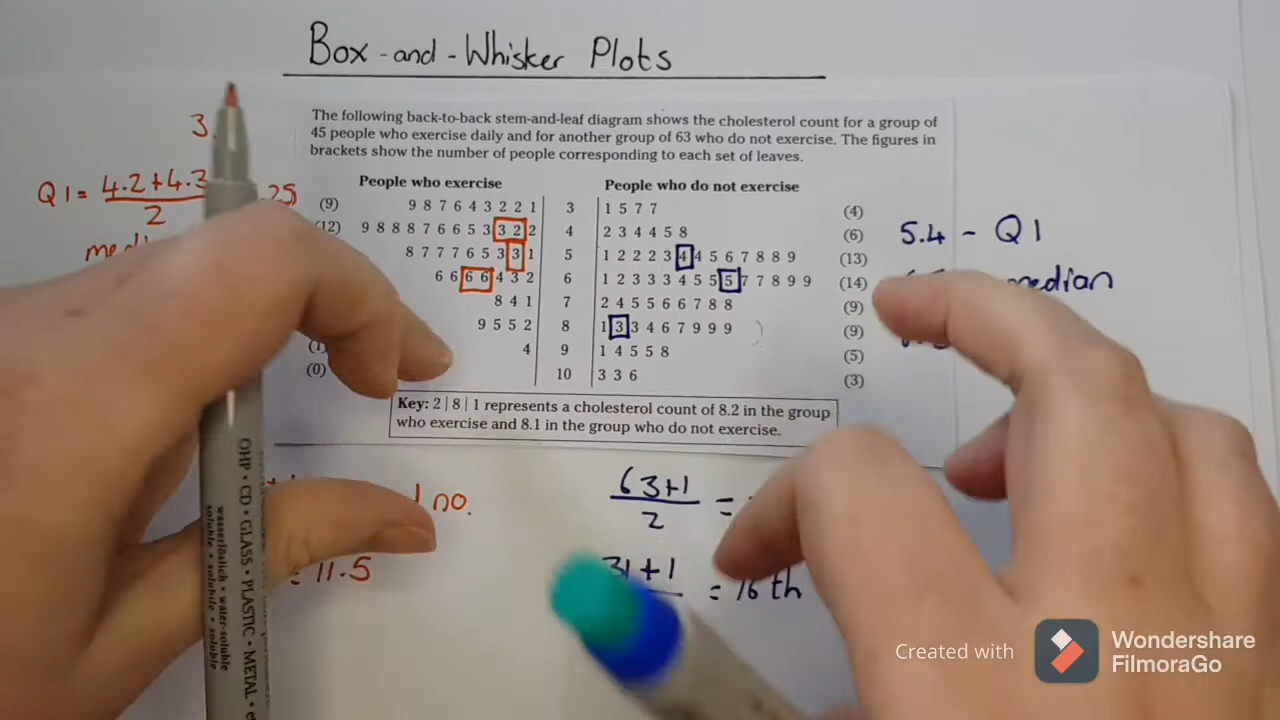 Box-and-Whisker Plots
The following back-to-back stem-and-leaf diagram shows the cholesterol count for a group of
45 people who exercise daily and for another group of 63 who do not exercise. The figures in
brackets show the number of people corresponding to each set of leaves.
People who exercise People who do not exercise
(9) 9 8 7 6 4 3 2 2 1 3 1 5 7 7 (4)
(12) 9 8 8 8 7 6 6 5 3 3 2 2 4 2 3 4 4 5 8 (6)
8 7 7 7 6 5 3 3 1 5 1 2 2 2 3 4 4 5 6 7 8 8 9 (13)
6 6 6 6 4 3 2 6 1 2 3 3 3 4 5 5 5 7 7 8 9 9 (14)
8 4 1 7 2 4 5 5 6 6 7 8 8 (9)
9 5 5 2 8 1 3 3 4 6 7 9 9 9 (9)
(1) 4 9 1 4 5 5 8 (5)
(0) 10 3 3 6 (3)
Key: 2 | 8 | 1 represents a cholesterol count of 8.2 in the group
who exercise and 8.1 in the group who do not exercise.
3.
Q1 = 4.2+4.3
2
.25
5.4 - Q1
median
no.
= 11.5
63+1
2
=
31+1
= 16th
OHP • CD • GLASS • PLASTIC • METAL •
wasserlöslich • water-soluble
soluble
Created with
Wondershare
FilmoraGo